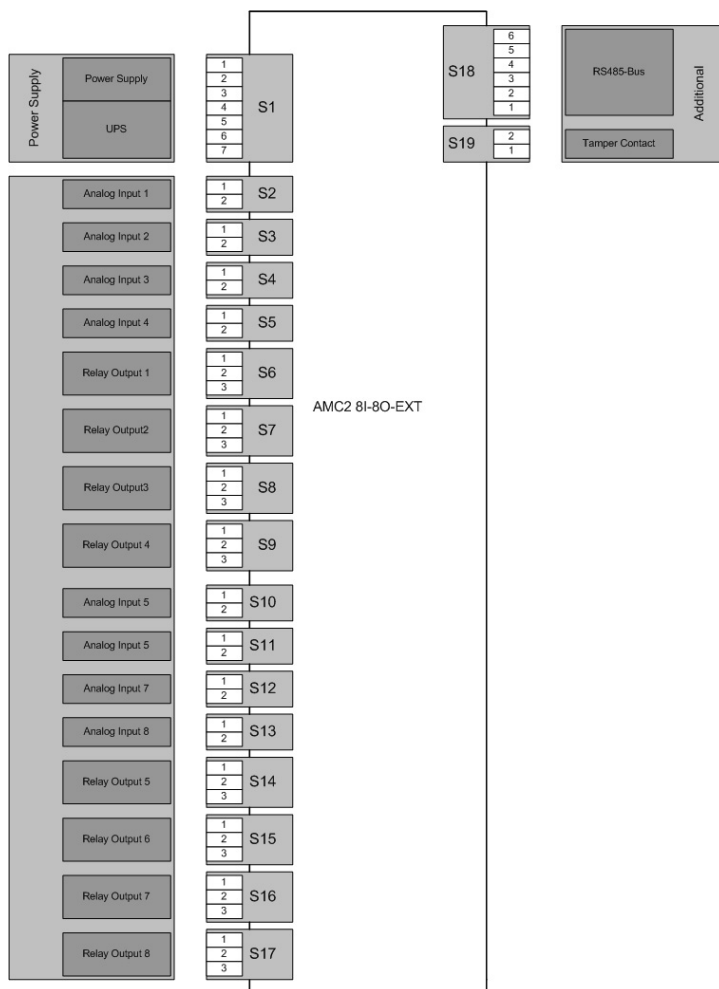 Power Supply
Power Supply
UPS
1
2
3
4
5
6
7
S1
S18
6
5
4
3
2
1
RS485-Bus
Additional
S19
2
1
Tamper Contact
Analog Input 1
1
2
S2
Analog Input 2
1
2
S3
Analog Input 3
1
2
S4
Analog Input 4
1
2
S5
Relay Output 1
1
2
3
S6
AMC2 8I-8O-EXT
Relay Output2
1
2
3
S7
Relay Output3
1
2
3
S8
Relay Output 4
1
2
3
S9
Analog Input 5
1
2
S10
Analog Input 5
1
2
S11
Analog Input 7
1
2
S12
Analog Input 8
1
2
S13
Relay Output 5
1
2
3
S14
Relay Output 6
1
2
3
S15
Relay Output 7
1
2
3
S16
Relay Output 8
1
2
3
S17